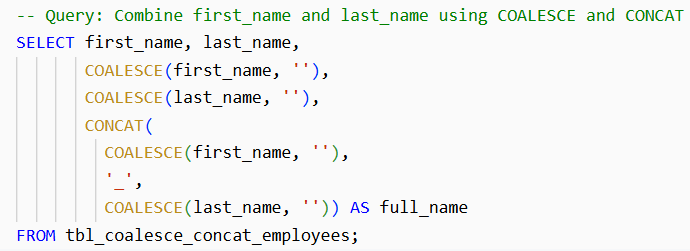 -- Query: Combine first_name and last_name using COALESCE and CONCAT
SELECT first_name, last_name,
COALESCE(first_name, ''),
COALESCE(last_name, ''),
CONCAT(
COALESCE(first_name, ''),
'_',
COALESCE(last_name, '')) AS full_name
FROM tbl_coalesce_concat_employees;